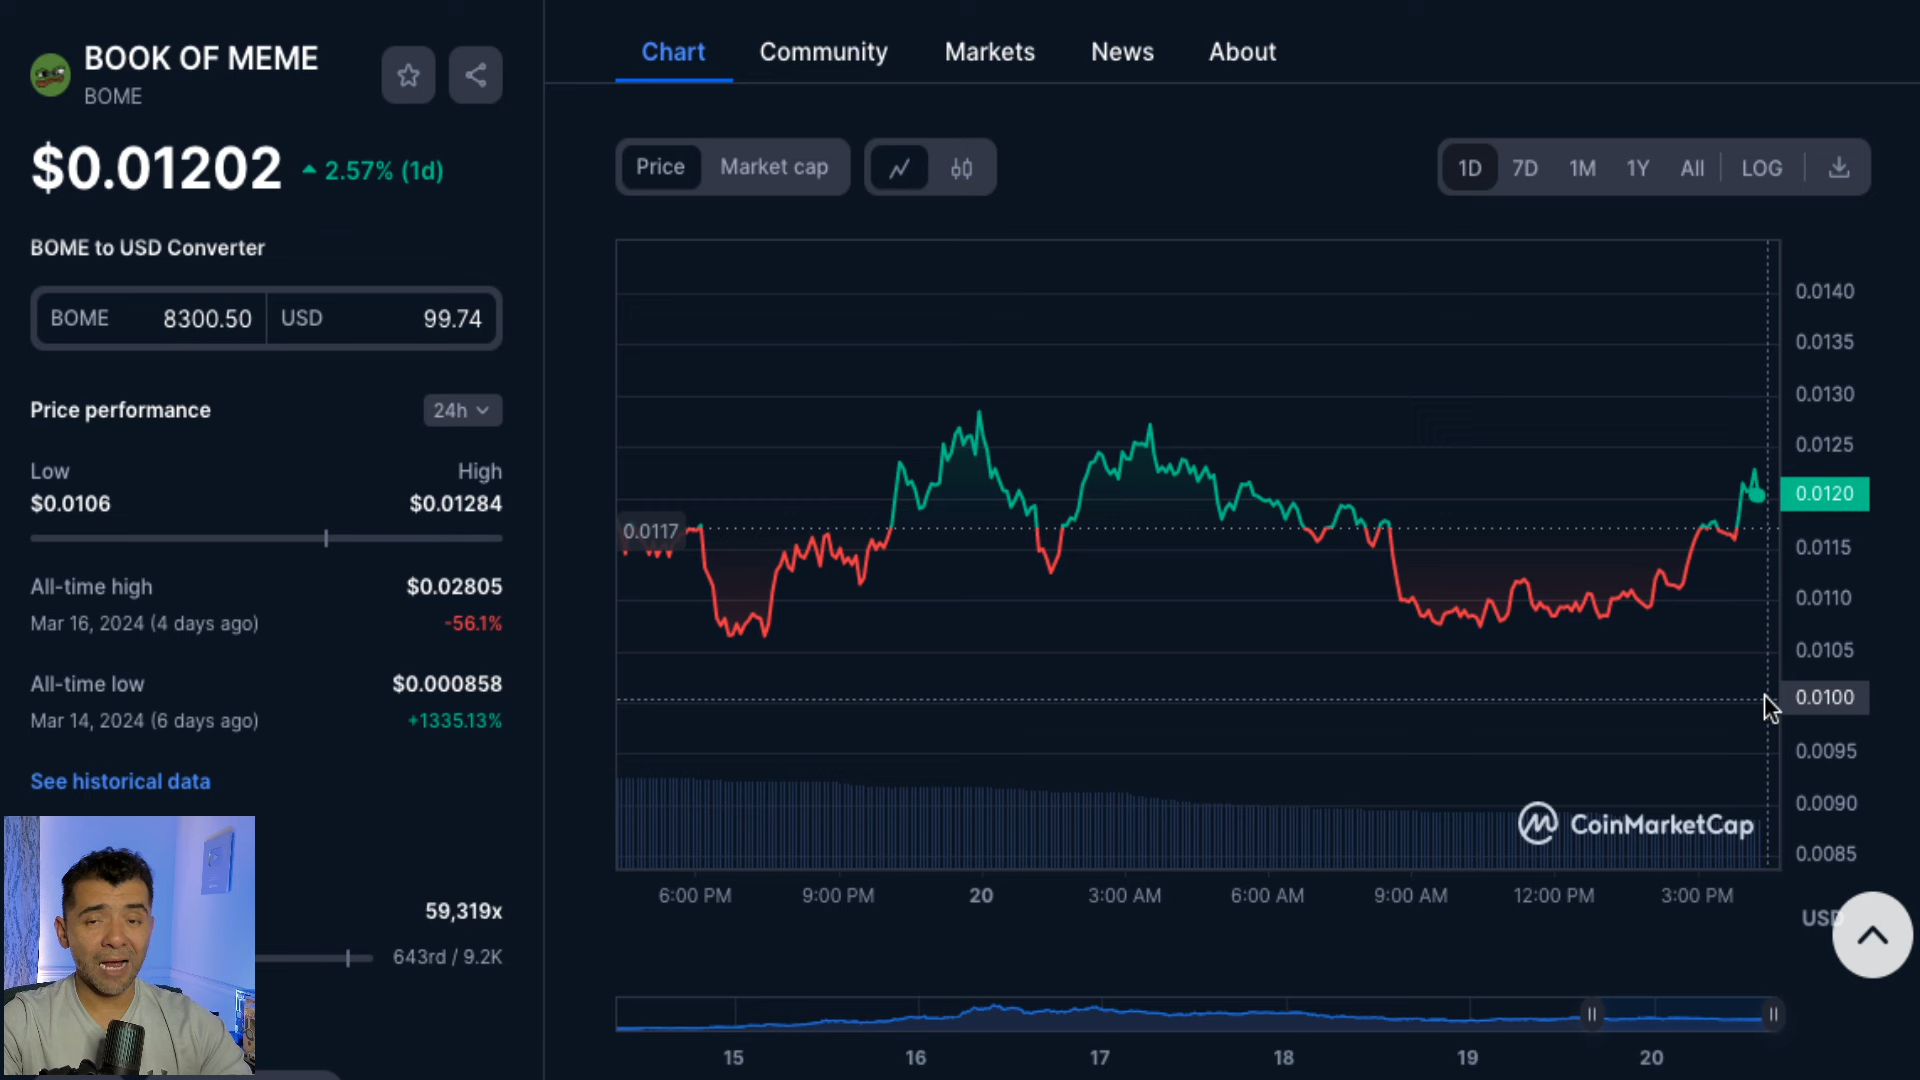 BOOK OF MEME
BOME
$0.01202
2.57% (1d)
BOME to USD Converter
BOME 8300.50 USD 99.74
Price performance
24h
Low High
$0.0106 $0.01284
All-time high $0.02805
Mar 16, 2024 (4 days ago) -56.1%
All-time low $0.000858
Mar 14, 2024 (6 days ago) +1335.13%
See historical data
59,319x
643rd / 9.2K
Chart Community Markets News About
Price Market cap
1D 7D 1M 1Y All LOG
0.0140
0.0135
0.0130
0.0125
0.0120
0.0117
0.0115
0.0110
0.0105
0.0100
0.0095
0.0090
0.0085
CoinMarketCap
6:00 PM 9:00 PM 20 3:00 AM 6:00 AM 9:00 AM 12:00 PM 3:00 PM
USD
15 16 17 18 19 20